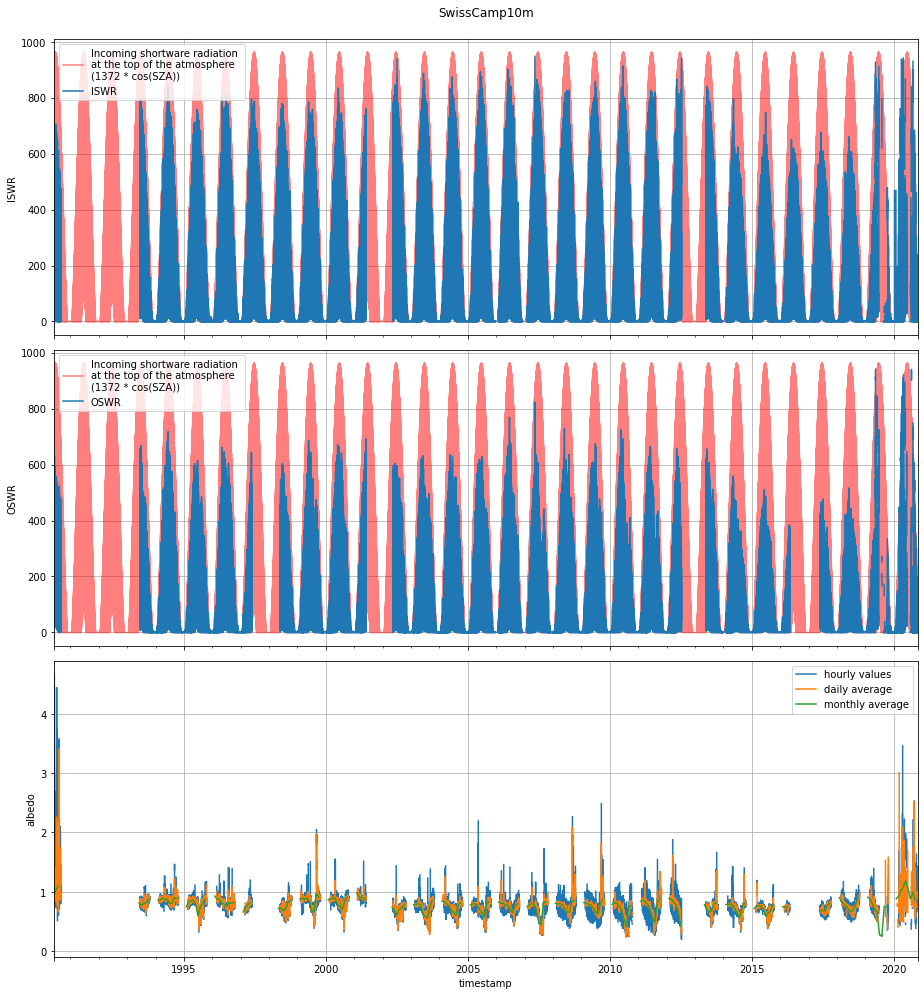 SwissCamp10m
1000
800
600
400
200
0
ISWR
Incoming shortware radiation
at the top of the atmosphere
(1372 * cos(SZA))
ISWR
1000
800
600
400
200
0
OSWR
Incoming shortware radiation
at the top of the atmosphere
(1372 * cos(SZA))
OSWR
4
3
2
1
0
albedo
hourly values
daily average
monthly average
1995
2000
2005
2010
2015
2020
timestamp